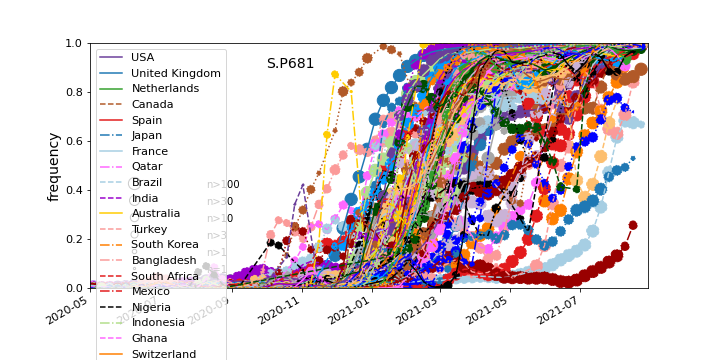 S.P681
frequency
1.0
0.8
0.6
0.4
0.2
0.0
USA
United Kingdom
Netherlands
Canada
Spain
Japan
France
Qatar
Brazil
India
Australia
Turkey
South Korea
Bangladesh
South Africa
Mexico
Nigeria
Indonesia
Ghana
Switzerland
n>100
n>30
n>10
n>3
n>1
2020-05
2020-07
2020-09
2020-11
2021-01
2021-03
2021-05
2021-07